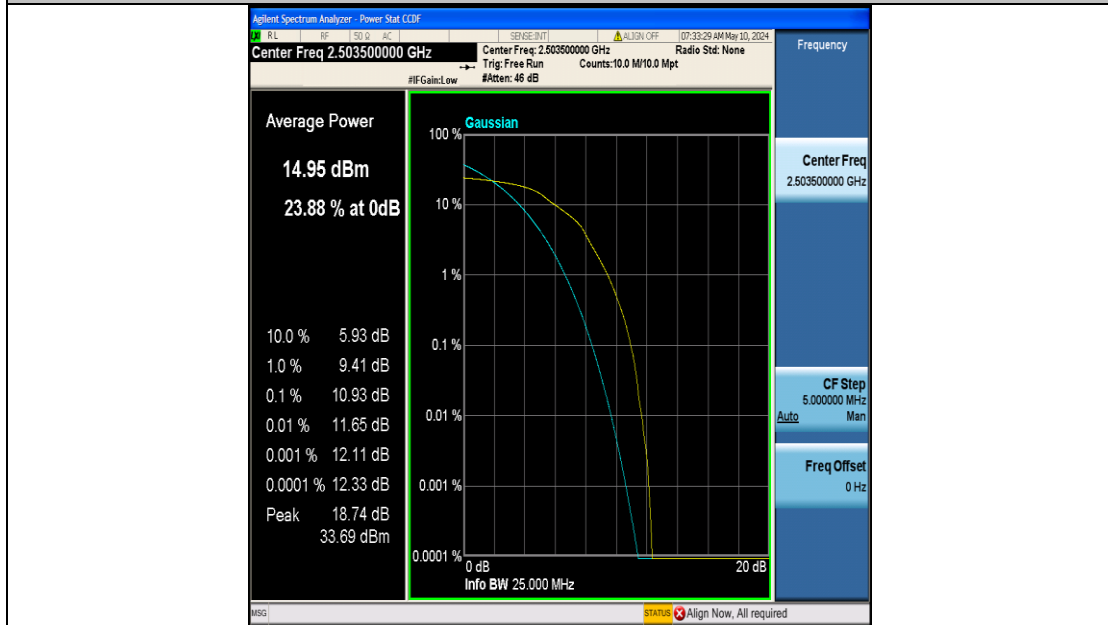 Agilent Spectrum Analyzer - Power Stat CCDF
RL RF 50 Ω AC SENSE:INT ALIGN OFF 07:33:29 AM May 10, 2024
Center Freq 2.503500000 GHz
Center Freq: 2.503500000 GHz Radio Std: None
Trig: Free Run Counts:10.0 M/10.0 Mpt
#IFGain:Low #Atten: 46 dB
Frequency
Average Power
14.95 dBm
23.88 % at 0dB
10.0 % 5.93 dB
1.0 % 9.41 dB
0.1 % 10.93 dB
0.01 % 11.65 dB
0.001 % 12.11 dB
0.0001 % 12.33 dB
Peak 18.74 dB
33.69 dBm
Gaussian
100 %
10 %
1 %
0.1 %
0.01 %
0.001 %
0.0001 %
0 dB 20 dB
Info BW 25.000 MHz
Center Freq
2.503500000 GHz
CF Step
5.000000 MHz
Auto Man
Freq Offset
0 Hz
MSG STATUS Align Now, All required